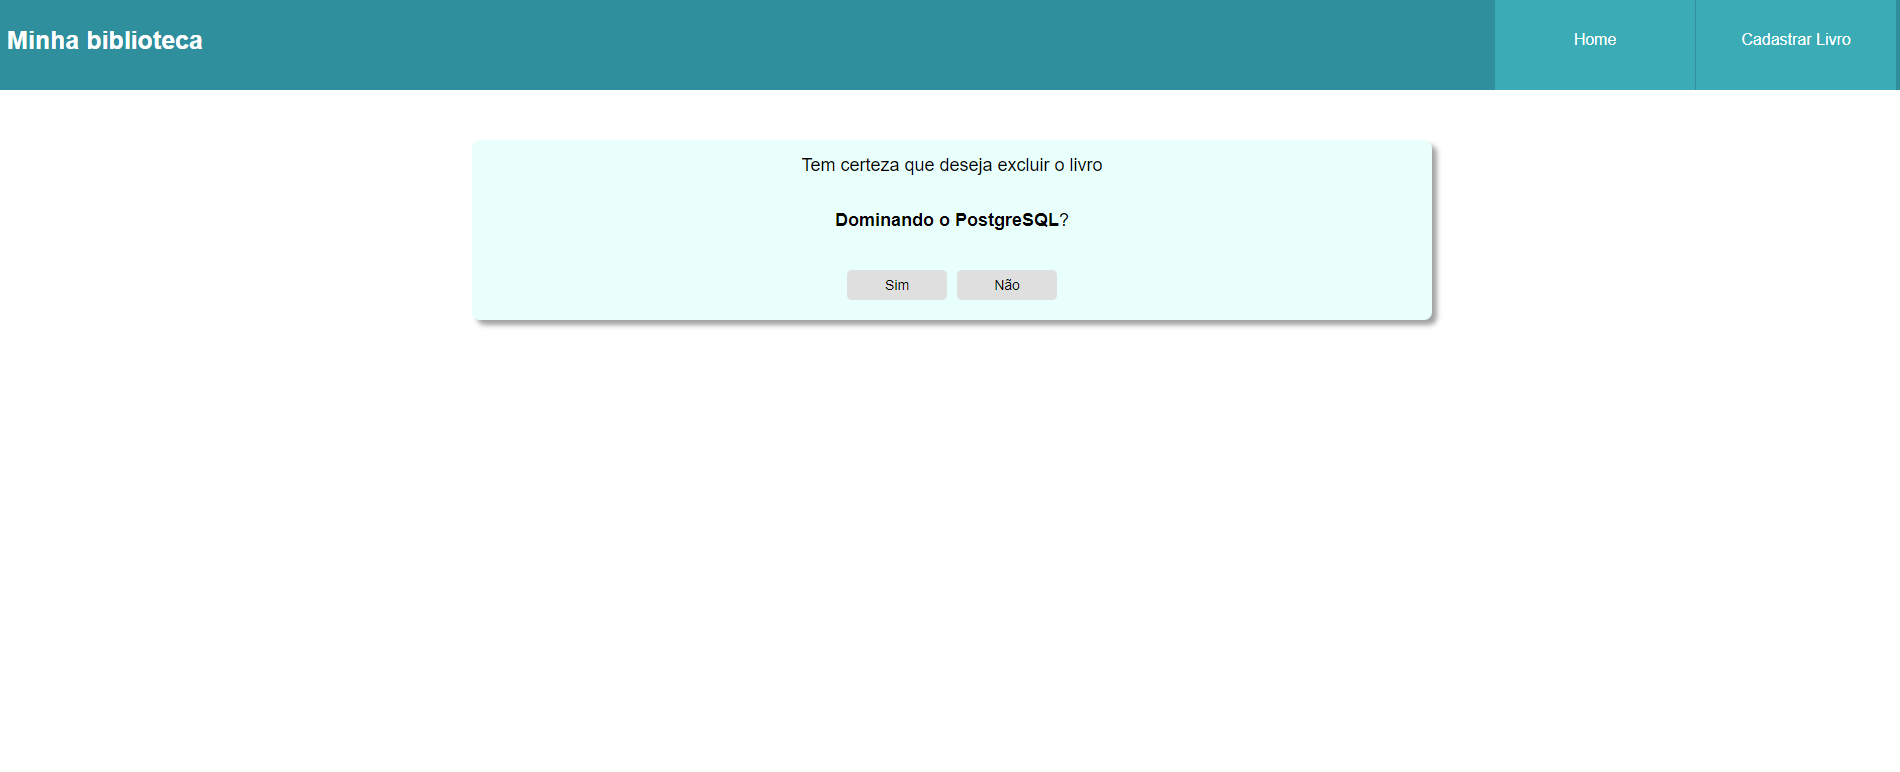 Minha biblioteca
Home
Cadastrar Livro
Tem certeza que deseja excluir o livro
Dominando o PostgreSQL?
Sim
Não